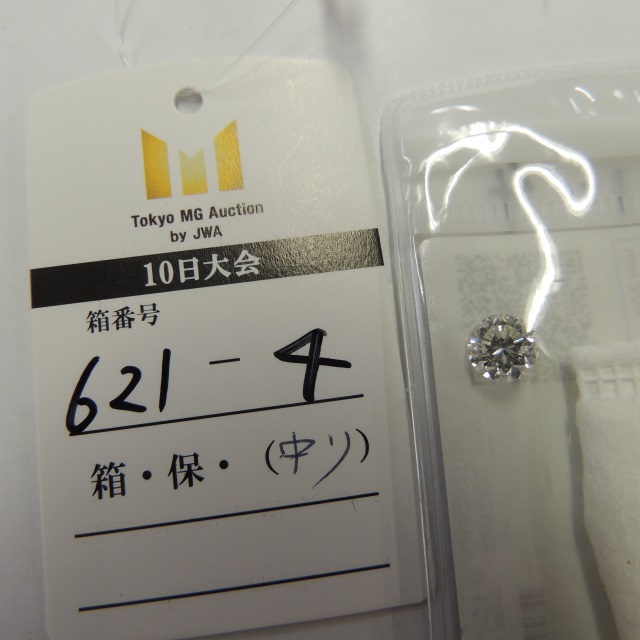 Tokyo MG Auction
by JWA
10日大会
箱番号
621-4
箱・保・(中リ)